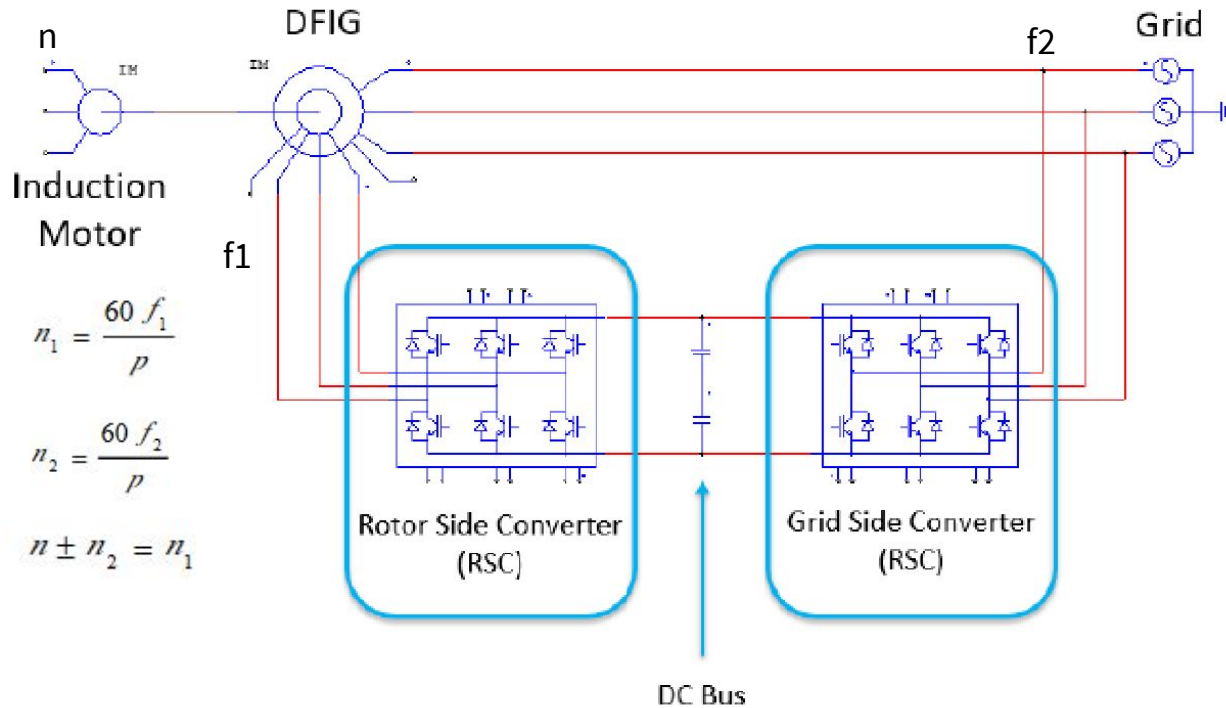 n
DFIG
f2
Grid
IM
IM
Induction
Motor
f1
n₁ = 60 f₁ / p
n₂ = 60 f₂ / p
n ± n₂ = n₁
Rotor Side Converter
(RSC)
Grid Side Converter
(RSC)
DC Bus